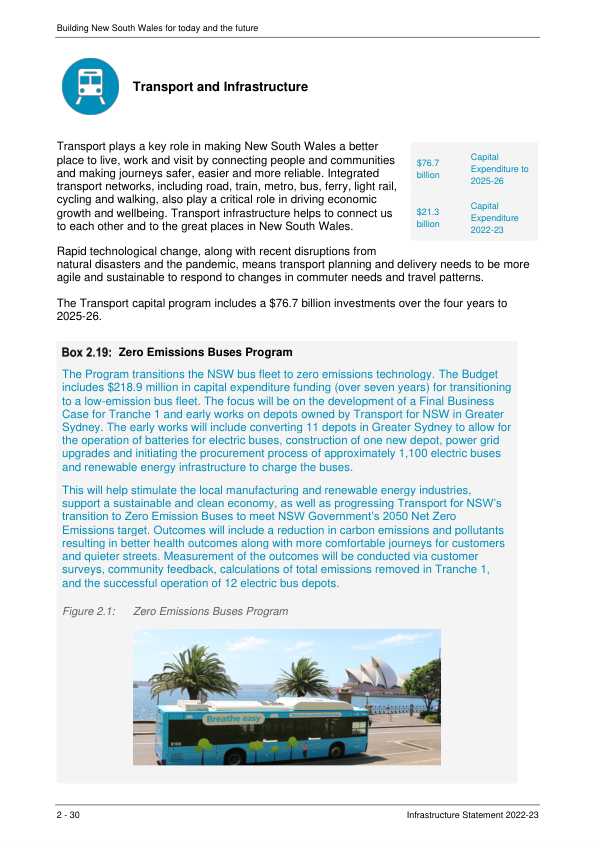 Building New South Wales for today and the future
Transport and Infrastructure
Transport plays a key role in making New South Wales a better
place to live, work and visit by connecting people and communities
and making journeys safer, easier and more reliable. Integrated
transport networks, including road, train, metro, bus, ferry, light rail,
cycling and walking, also play a critical role in driving economic
growth and wellbeing. Transport infrastructure helps to connect us
to each other and to the great places in New South Wales.
$76.7
billion
Capital
Expenditure to
2025-26
$21.3
billion
Capital
Expenditure
2022-23
Rapid technological change, along with recent disruptions from
natural disasters and the pandemic, means transport planning and delivery needs to be more
agile and sustainable to respond to changes in commuter needs and travel patterns.
The Transport capital program includes a $76.7 billion investments over the four years to
2025-26.
Box 2.19: Zero Emissions Buses Program
The Program transitions the NSW bus fleet to zero emissions technology. The Budget
includes $218.9 million in capital expenditure funding (over seven years) for transitioning
to a low-emission bus fleet. The focus will be on the development of a Final Business
Case for Tranche 1 and early works on depots owned by Transport for NSW in Greater
Sydney. The early works will include converting 11 depots in Greater Sydney to allow for
the operation of batteries for electric buses, construction of one new depot, power grid
upgrades and initiating the procurement process of approximately 1,100 electric buses
and renewable energy infrastructure to charge the buses.
This will help stimulate the local manufacturing and renewable energy industries,
support a sustainable and clean economy, as well as progressing Transport for NSW's
transition to Zero Emission Buses to meet NSW Government's 2050 Net Zero
Emissions target. Outcomes will include a reduction in carbon emissions and pollutants
resulting in better health outcomes along with more comfortable journeys for customers
and quieter streets. Measurement of the outcomes will be conducted via customer
surveys, community feedback, calculations of total emissions removed in Tranche 1,
and the successful operation of 12 electric bus depots.
Figure 2.1: Zero Emissions Buses Program
Breathe easy
2 - 30
Infrastructure Statement 2022-23